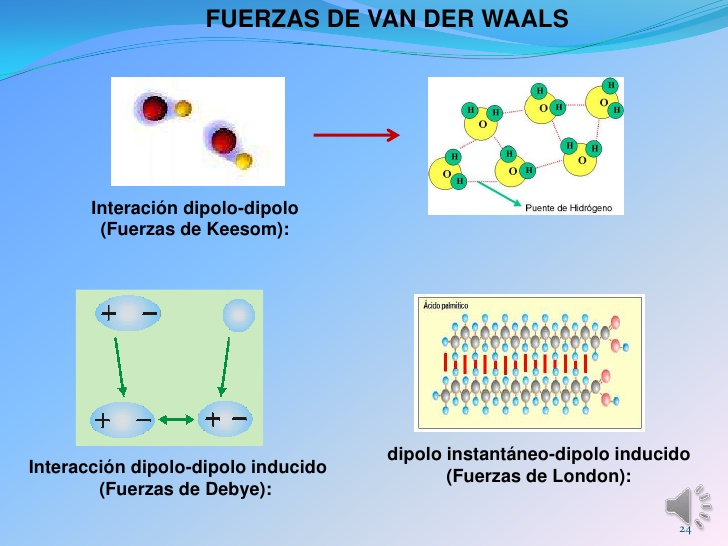 FUERZAS DE VAN DER WAALS
H
H
H
O
H
O
H
H
H
O
H
H
H
H
O
O
H
O
H
Puente de Hidrógeno
Interación dipolo-dipolo
(Fuerzas de Keesom):
+ −
Ácido palmítico
+ −
+ −
dipolo instantáneo-dipolo inducido
(Fuerzas de London):
Interacción dipolo-dipolo inducido
(Fuerzas de Debye):
24